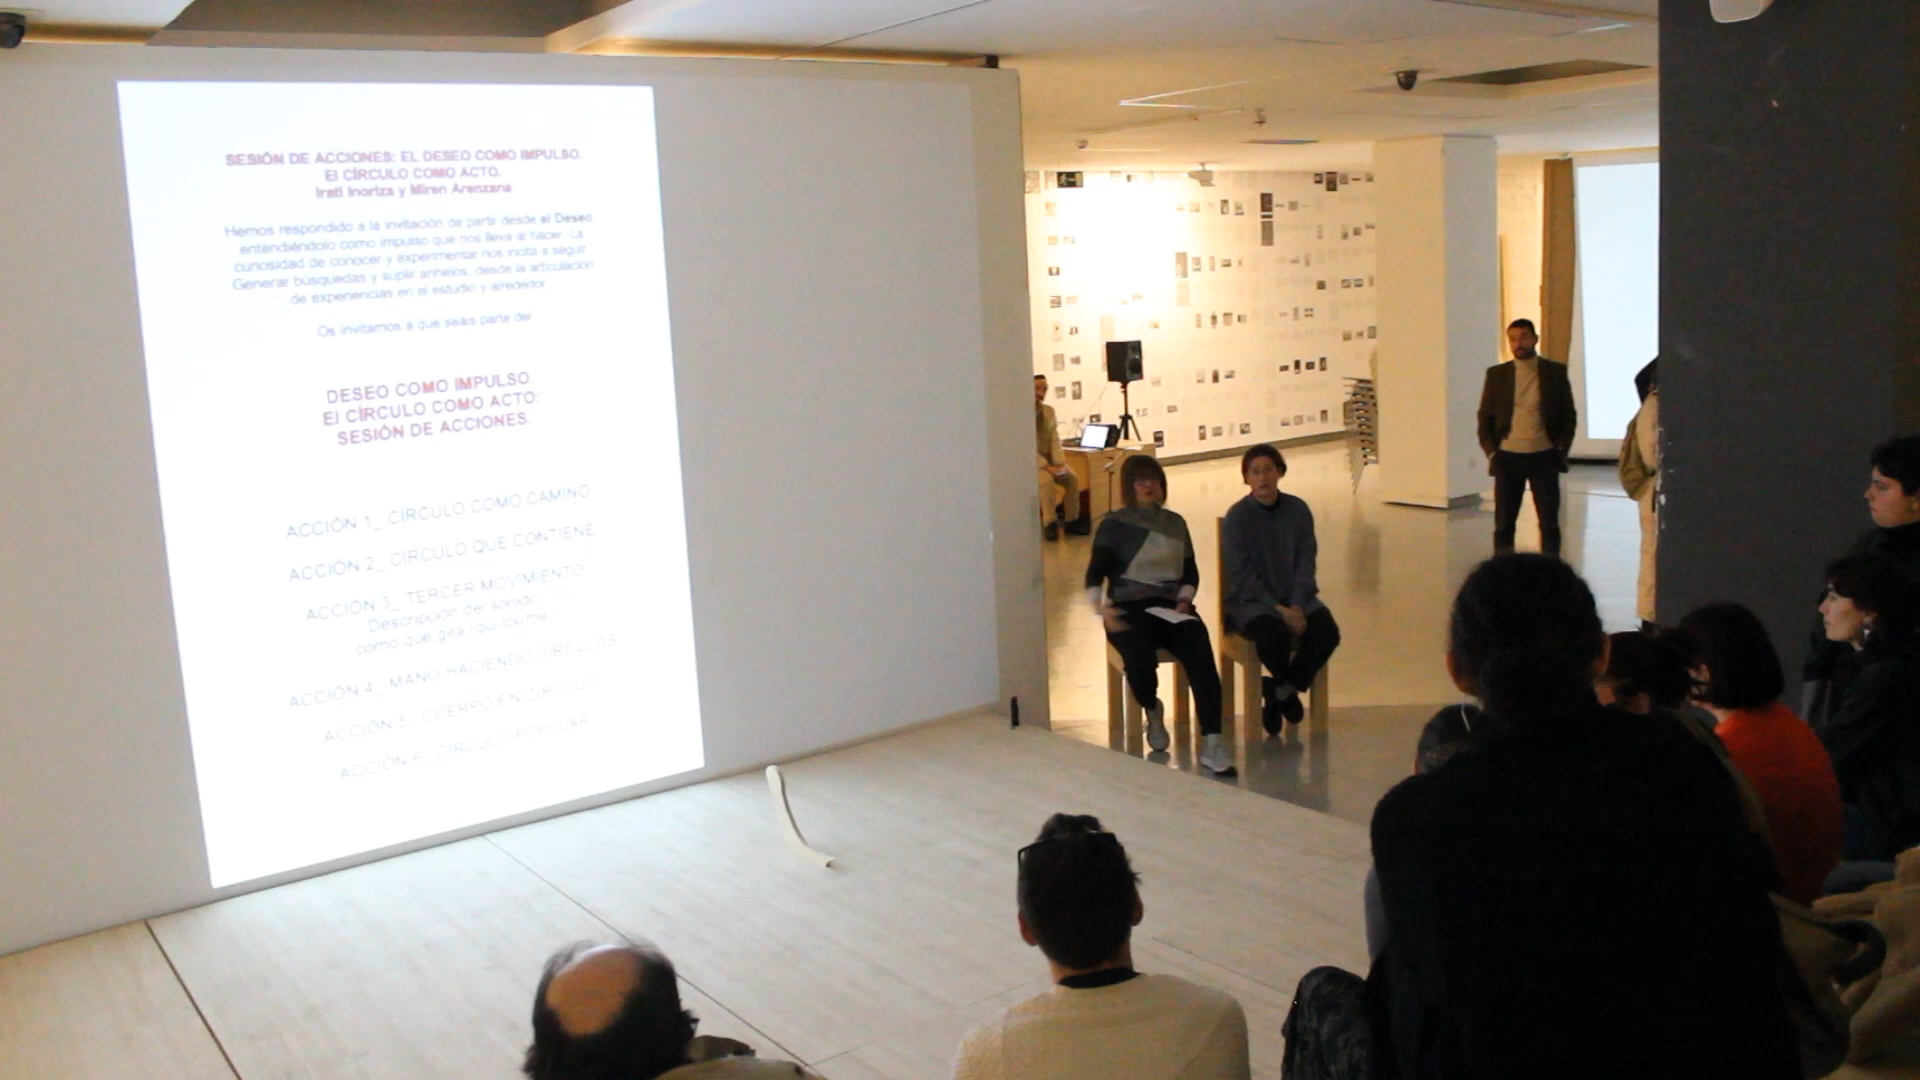 SESIÓN DE ACCIONES: EL DESEO COMO IMPULSO.
El CÍRCULO COMO ACTO.
Irati Inoriza y Miren Arenzana
Hemos respondido a la invitación de partir desde el Deseo
entendiéndolo como impulso que nos lleva al hacer. La
curiosidad de conocer y experimentar nos incita a seguir.
Generar búsquedas y suplir anhelos, desde la articulación
de experiencias en el estudio y alrededor.
Os invitamos a que seáis parte del
DESEO COMO IMPULSO.
El CÍRCULO COMO ACTO:
SESIÓN DE ACCIONES.
ACCIÓN 1_ CÍRCULO COMO CAMINO
ACCIÓN 2_ CÍRCULO QUE CONTIENE
ACCIÓN 3_ TERCER MOVIMIENTO
Descripción del sonido:
como que gira
ACCIÓN 4_ MANO HACIENDO CÍRCULOS
ACCIÓN 5_ CUERPO EN CÍRCULO
ACCIÓN 6_ CÍRCULO POPULAR